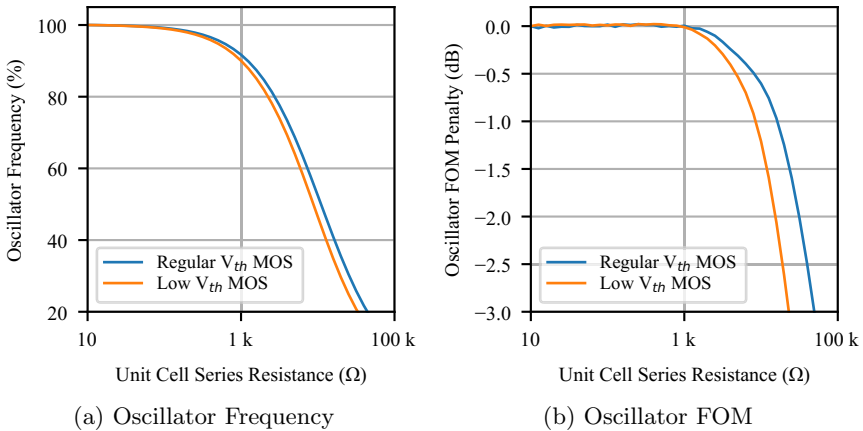 Oscillator Frequency (%)
100
80
60
40
20
Regular V_th MOS
Low V_th MOS
10
1 k
100 k
Unit Cell Series Resistance (Ω)
(a) Oscillator Frequency
Oscillator FOM Penalty (dB)
0.0
−0.5
−1.0
−1.5
−2.0
−2.5
−3.0
Regular V_th MOS
Low V_th MOS
10
1 k
100 k
Unit Cell Series Resistance (Ω)
(b) Oscillator FOM